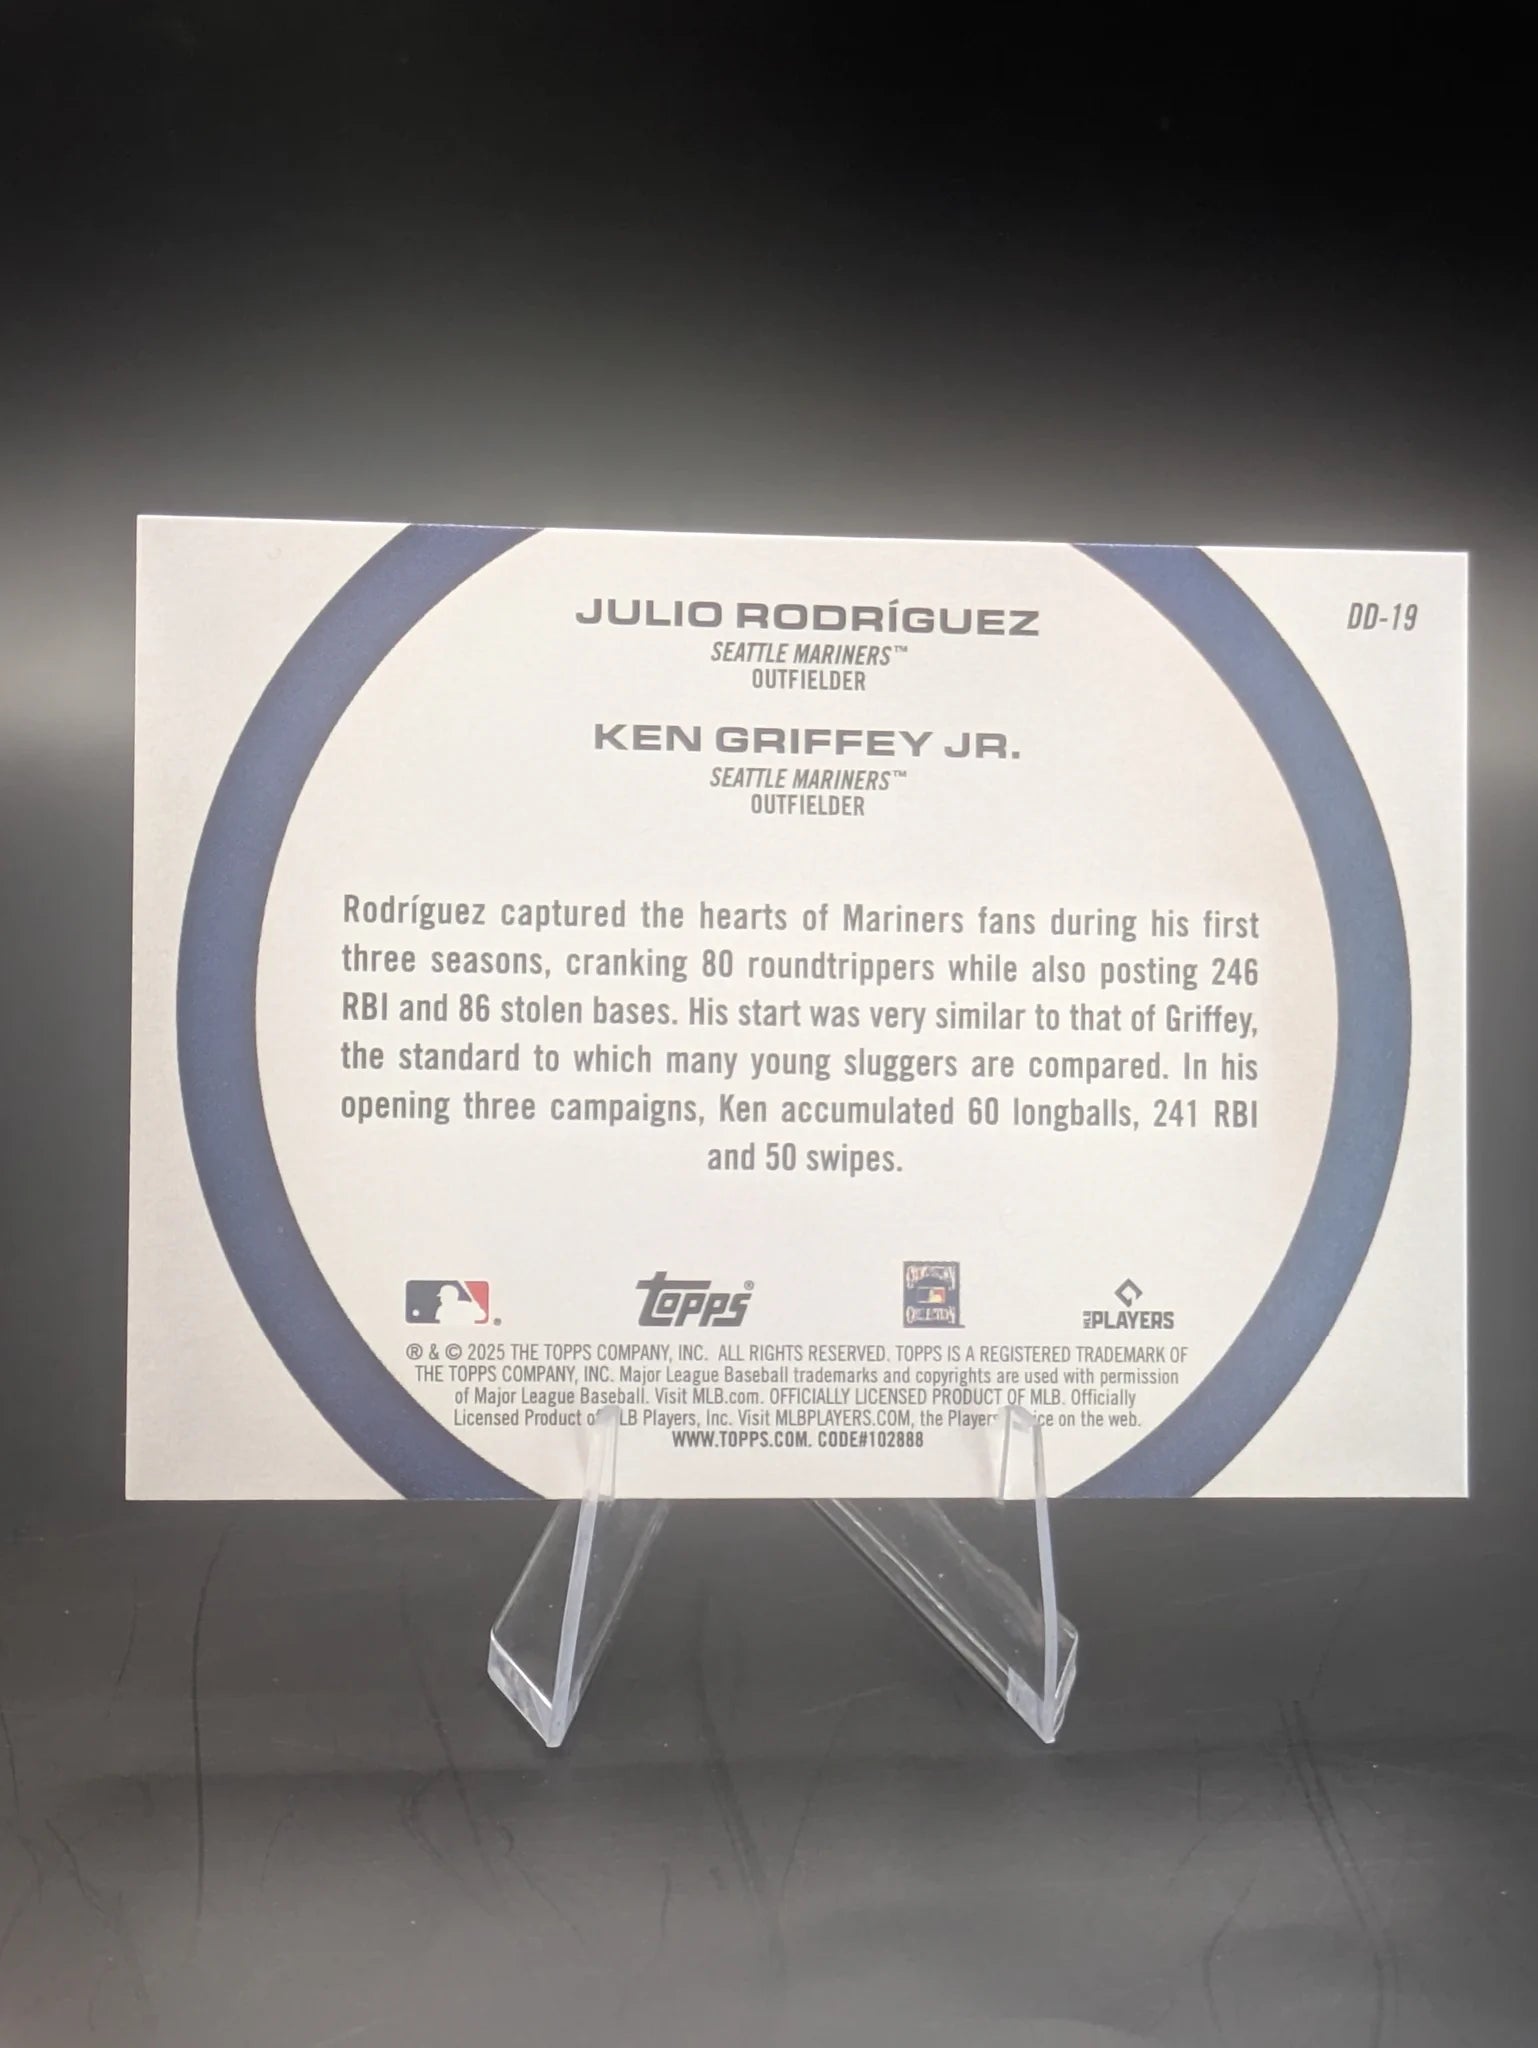 JULIO RODRÍGUEZ
DD-19
SEATTLE MARINERS™
OUTFIELDER
KEN GRIFFEY JR.
SEATTLE MARINERS™
OUTFIELDER
Rodríguez captured the hearts of Mariners fans during his first
three seasons, cranking 80 roundtrippers while also posting 246
RBI and 86 stolen bases. His start was very similar to that of Griffey,
the standard to which many young sluggers are compared. In his
opening three campaigns, Ken accumulated 60 longballs, 241 RBI
and 50 swipes.
Topps®
MLB PLAYERS
® & © 2025 THE TOPPS COMPANY, INC. ALL RIGHTS RESERVED. TOPPS IS A REGISTERED TRADEMARK OF
THE TOPPS COMPANY, INC. Major League Baseball trademarks and copyrights are used with permission
of Major League Baseball. Visit MLB.com. OFFICIALLY LICENSED PRODUCT OF MLB. Officially
Licensed Product LB Players, Inc. Visit MLBPLAYERS.COM, the Players ice on the web.
WWW.TOPPS.COM. CODE#102888